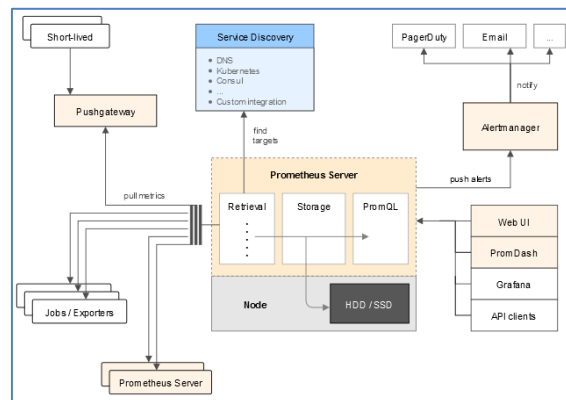 Short-lived
Service Discovery
• DNS
• Kubernetes
• Consul
• ...
• Custom integration
PagerDuty
Email
...
notify
Pushgateway
Alertmanager
find
targets
Prometheus Server
push alerts
pull metrics
Retrieval
Storage
PromQL
Web UI
PromDash
Grafana
API clients
Node
HDD / SSD
Jobs / Exporters
Prometheus Server